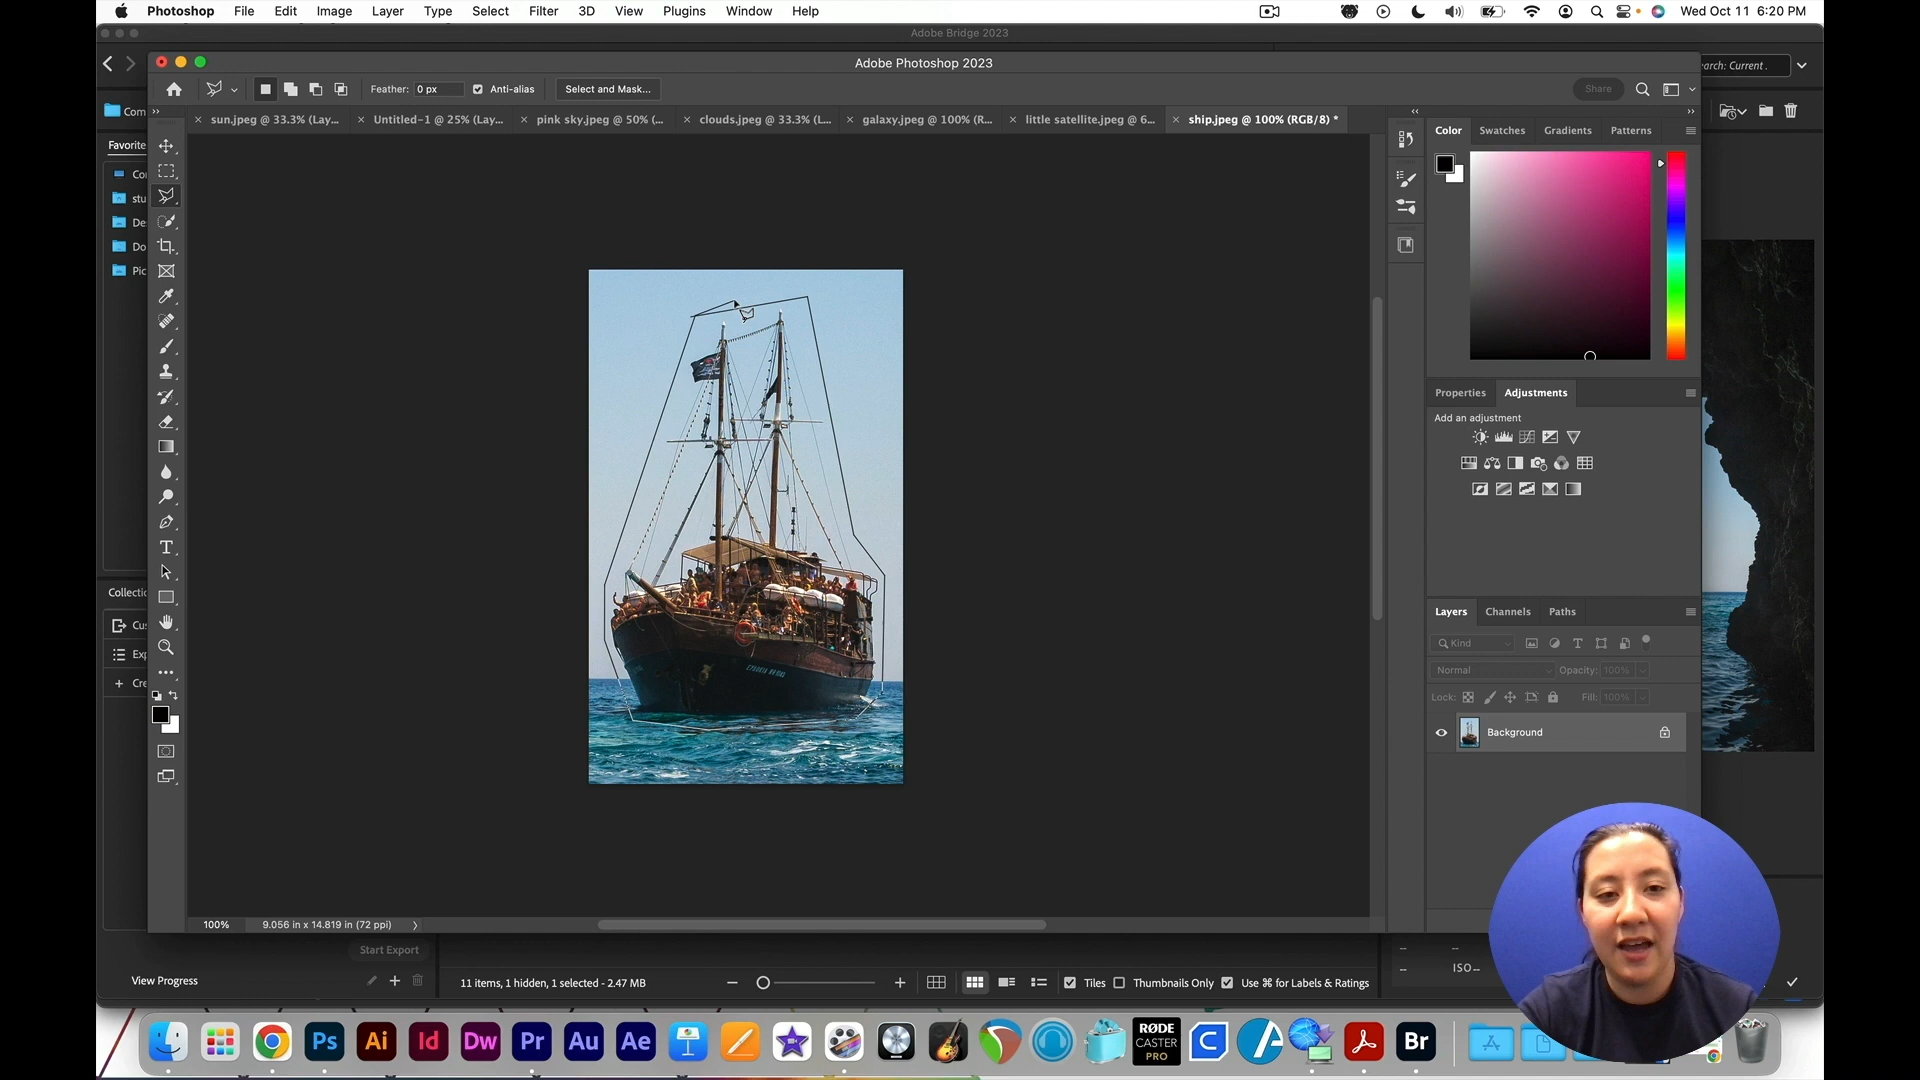 Photoshop File Edit Image Layer Type Select Filter 3D View Plugins Window Help Wed Oct 11 6:20 PM
Adobe Bridge 2023
Adobe Photoshop 2023
arch: Current .
Feather: 0 px Anti-alias Select and Mask... Share
Com
sun.jpeg @ 33.3% (Lay... Untitled-1 @ 25% (Lay... pink sky.jpeg @ 50% (... clouds.jpeg @ 33.3% (L... galaxy.jpeg @ 100% (R... little satellite.jpeg @ 6... ship.jpeg @ 100% (RGB/8) *
Favorite
Co
stu
De
Do
Pic
Color Swatches Gradients Patterns
Properties Adjustments
Add an adjustment
Collecti
Cus
Exp
Cre
Layers Channels Paths
Kind
Normal Opacity: 100%
Lock: Fill: 100%
Background
100% 9.056 in x 14.819 in (72 ppi)
Start Export
View Progress
11 items, 1 hidden, 1 selected - 2.47 MB
Tiles Thumbnails Only Use ⌘ for Labels & Ratings
-- --
-- ISO--
Ps Ai Id Dw Pr Au Ae
RØDE
CASTER
PRO
Br